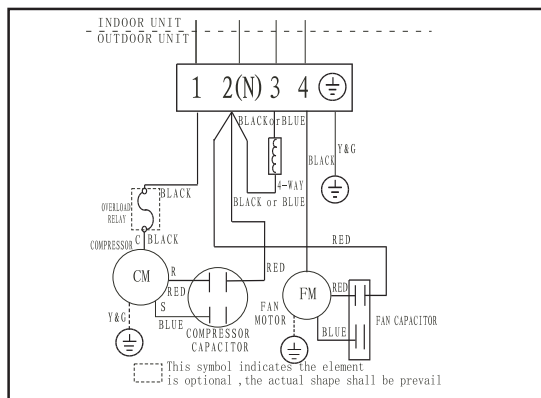 INDOOR UNIT
OUTDOOR UNIT
1 2(N) 3 4
BLACK or BLUE
Y&G
BLACK
4-WAY
BLACK
BLACK or BLUE
OVERLOAD
RELAY
C BLACK
RED
COMPRESSOR
RED
CM
R
RED
FM
RED
S
BLUE
Y&G
FAN
MOTOR
BLUE
FAN CAPACITOR
COMPRESSOR
CAPACITOR
This symbol indicates the element
is optional ,the actual shape shall be prevail